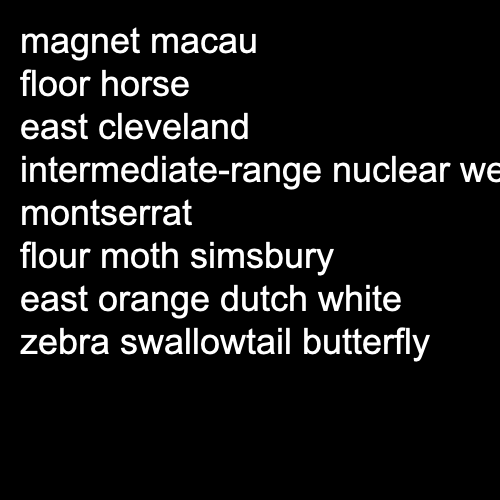 magnet macau
floor horse
east cleveland
intermediate-range nuclear we
montserrat
flour moth simsbury
east orange dutch white
zebra swallowtail butterfly